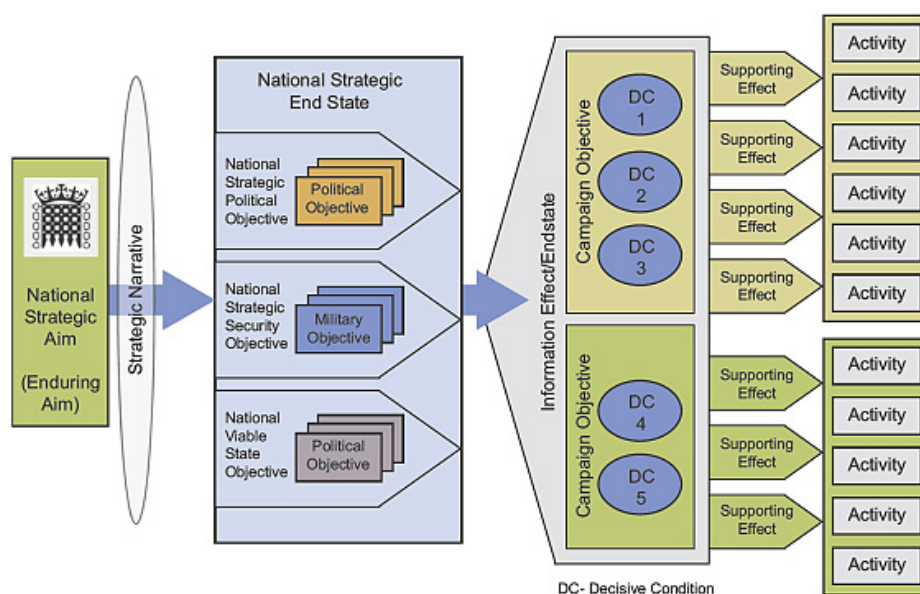 National
Strategic
Aim
(Enduring
Aim)
Strategic Narrative
National Strategic
End State
National
Strategic
Political
Objective
Political
Objective
National
Strategic
Security
Objective
Military
Objective
National
Viable
State
Objective
Political
Objective
Information Effect/Endstate
Campaign Objective
DC
1
DC
2
DC
3
Campaign Objective
DC
4
DC
5
Supporting
Effect
Supporting
Effect
Supporting
Effect
Supporting
Effect
Supporting
Effect
Supporting
Effect
Supporting
Effect
Activity
Activity
Activity
Activity
Activity
Activity
Activity
Activity
Activity
Activity
Activity
DC- Decisive Condition